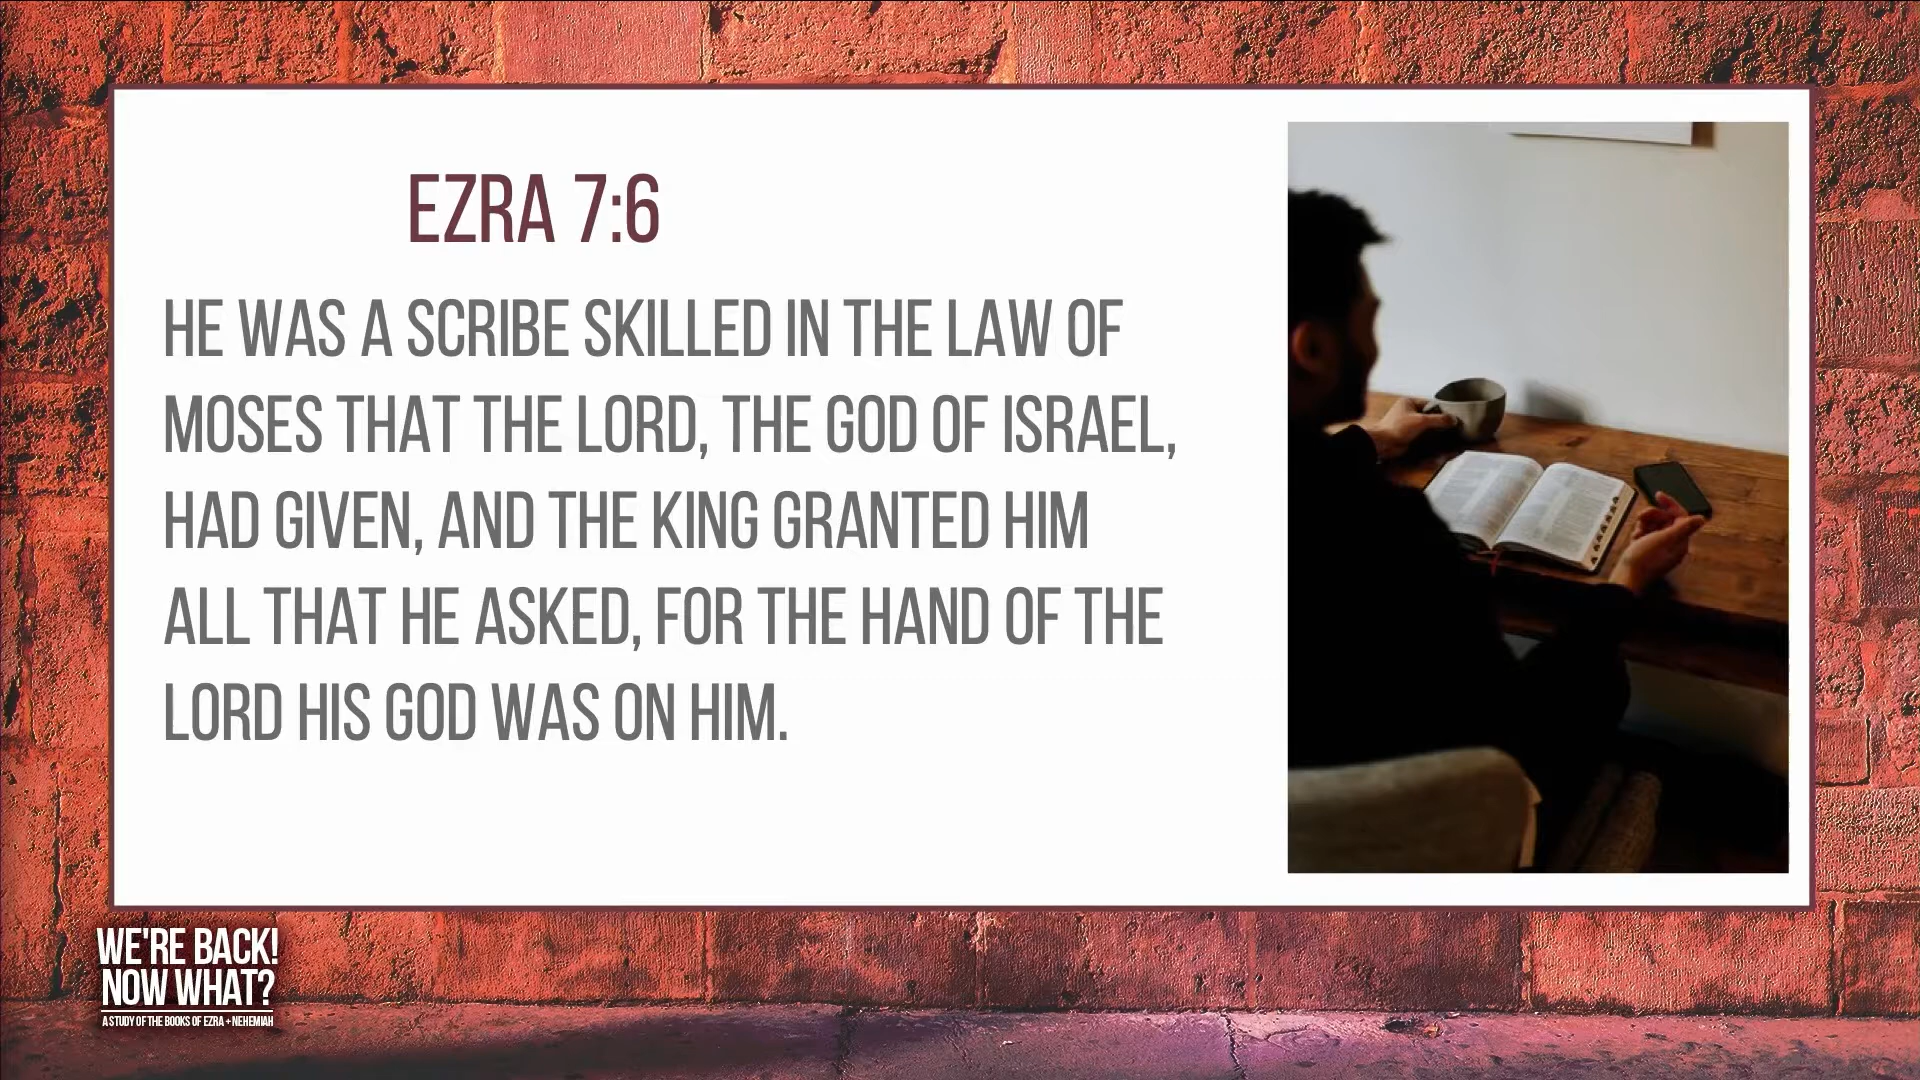 EZRA 7:6
HE WAS A SCRIBE SKILLED IN THE LAW OF
MOSES THAT THE LORD, THE GOD OF ISRAEL,
HAD GIVEN, AND THE KING GRANTED HIM
ALL THAT HE ASKED, FOR THE HAND OF THE
LORD HIS GOD WAS ON HIM.
WE'RE BACK!
NOW WHAT?
A STUDY OF THE BOOKS OF EZRA + NEHEMIAH